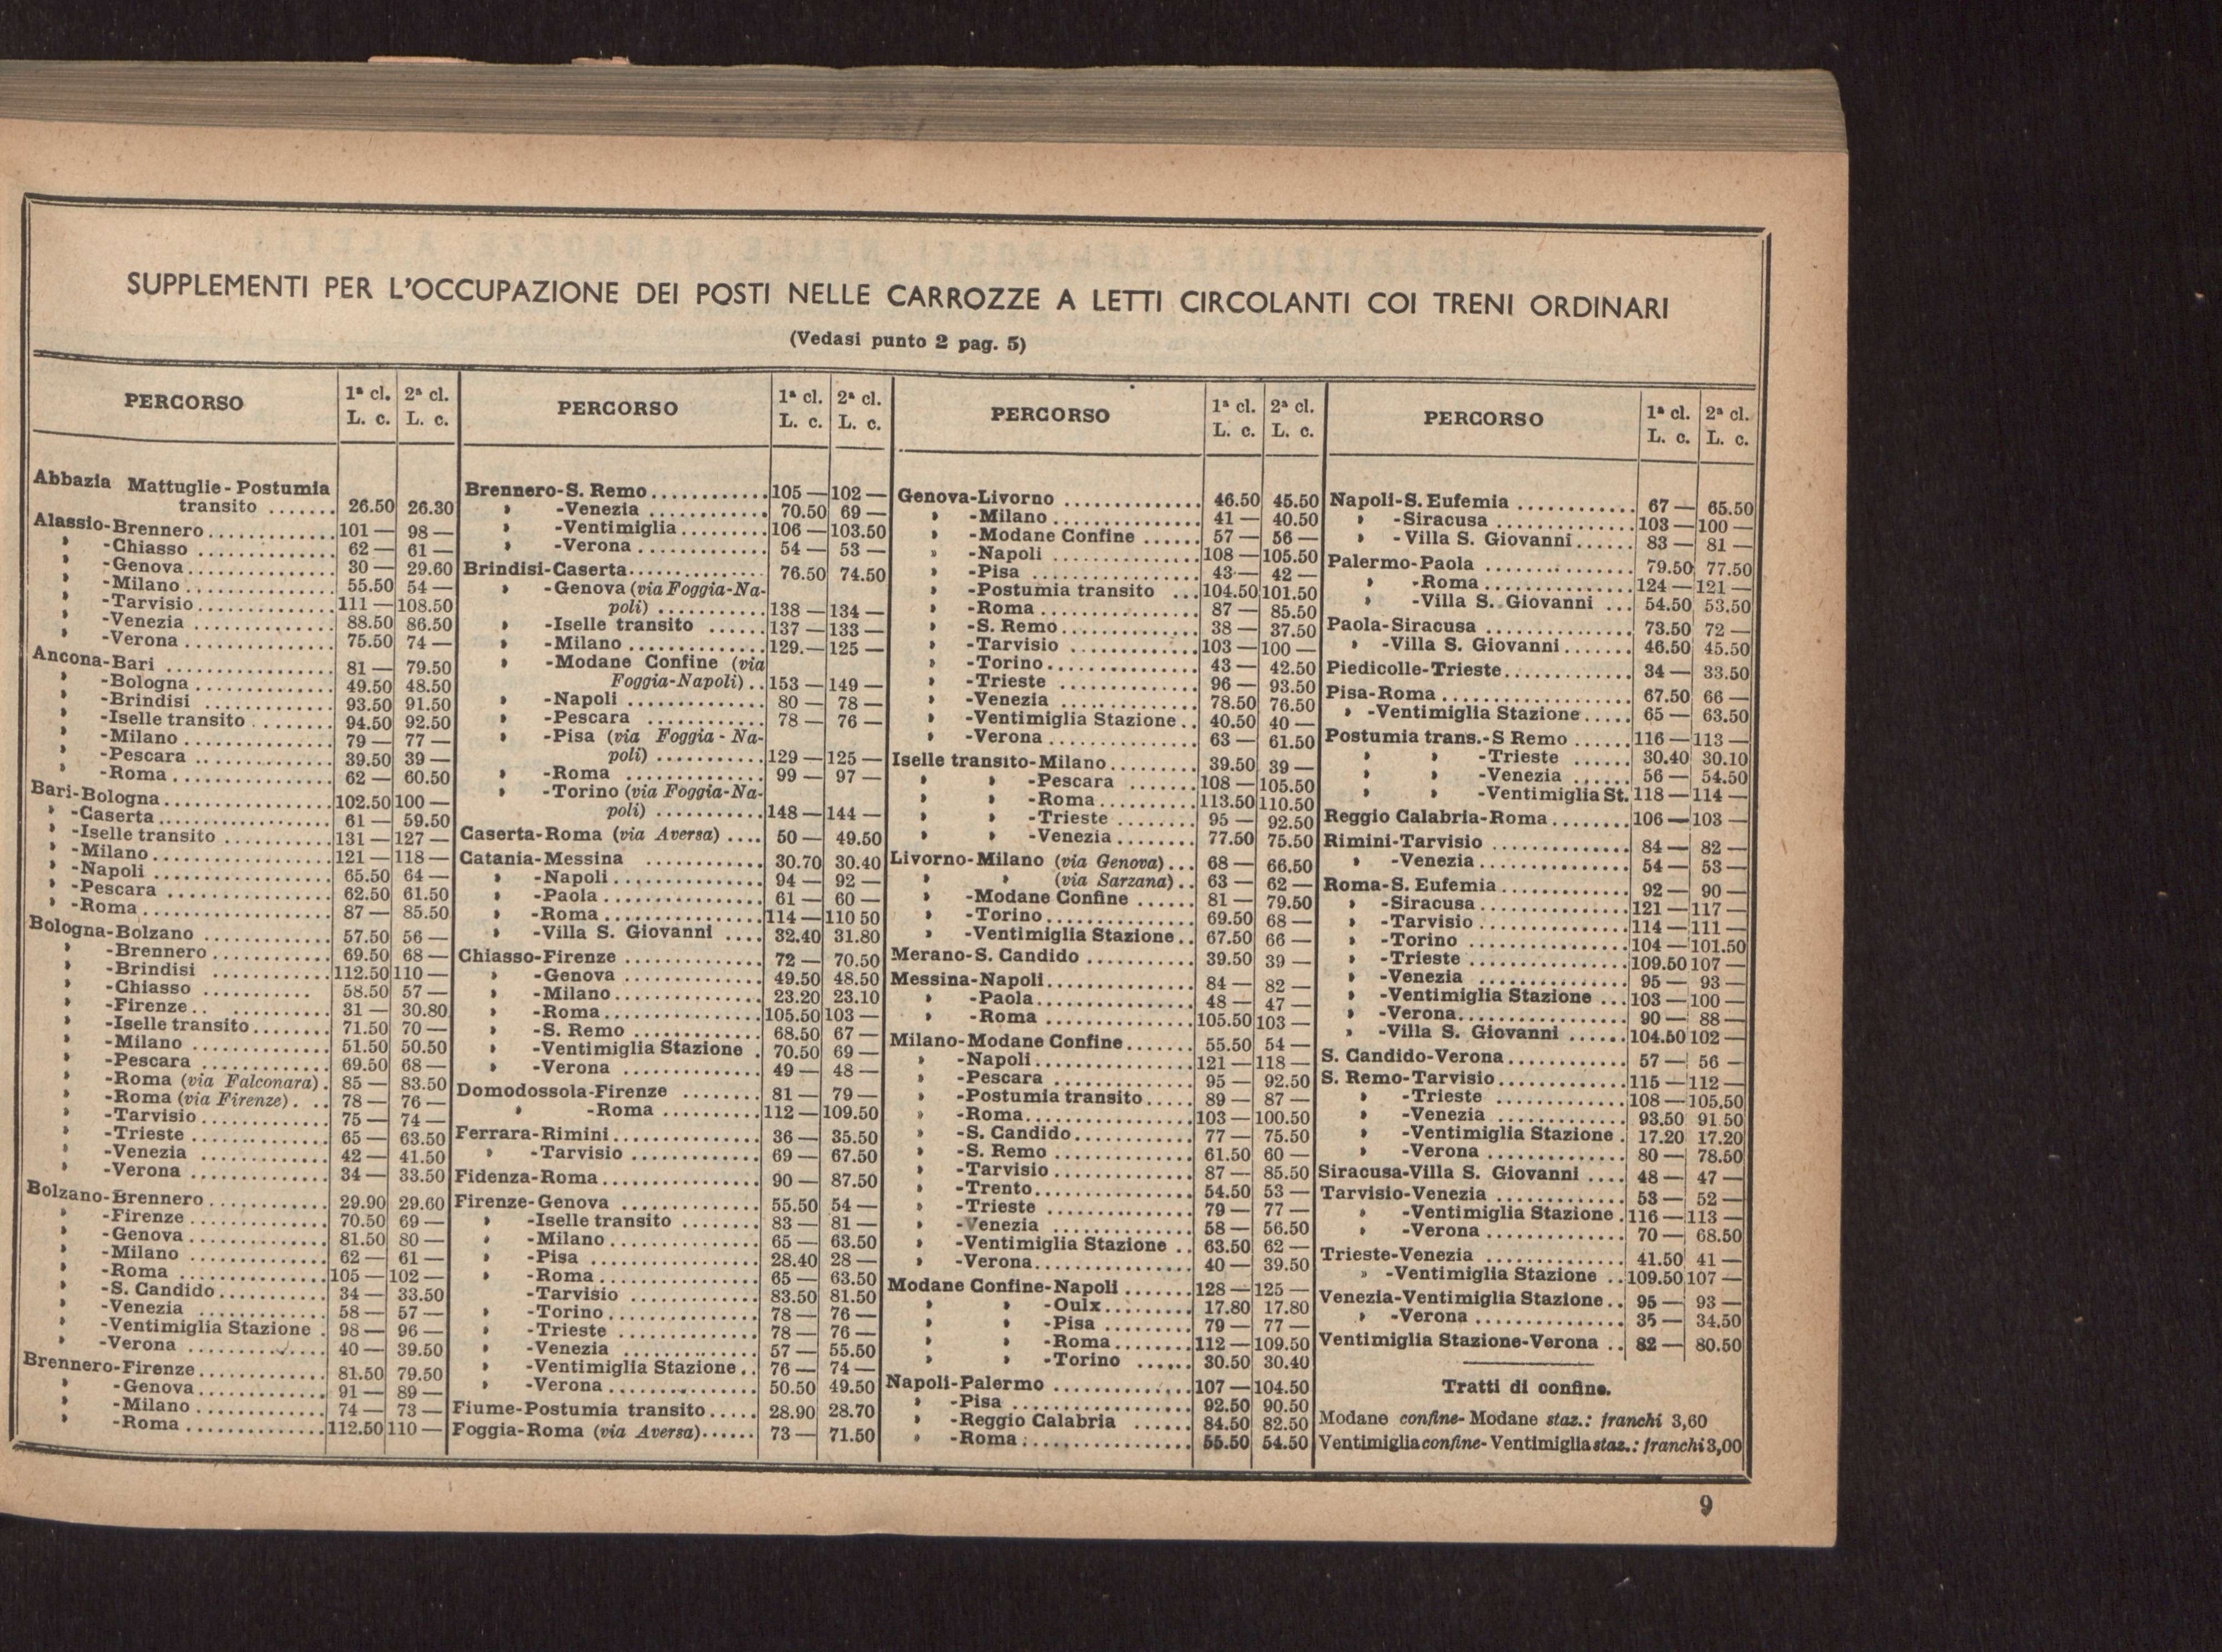 SUPPLEMENTI PER L'OCCUPAZIONE DEI POSTI NELLE CARROZZE A LETTI CIRCOLANTI COI TRENI ORDINARI
(Vedasi punto 2 pag. 5)
PERCORSO 1ª cl. L. c. 2ª cl. L. c.
Abbazia Mattuglie-Postumia
transito ....... 26.50 26.30
Alassio-Brennero............. 101 — 98 —
» -Chiasso ............. 62 — 61 —
» -Genova............... 30 — 29.60
» -Milano............... 55.50 54 —
» -Tarvisio............. 111 — 108.50
» -Venezia ............. 88.50 86.50
» -Verona ............... 75.50 74 —
Ancona-Bari ................ 81 — 79.50
» -Bologna .............. 49.50 48.50
» -Brindisi ............. 93.50 91.50
» -Iselle transito ........ 94.50 92.50
» -Milano............... 79 — 77 —
» -Pescara .............. 39.50 39 —
» -Roma................ 62 — 60.50
Bari-Bologna................. 102.50 100 —
» -Caserta.................. 61 — 59.50
» -Iselle transito ........... 131 — 127 —
» -Milano.................. 121 — 118 —
» -Napoli .................. 65.50 64 —
» -Pescara ................. 62.50 61.50
» -Roma................... 87 — 85.50
Bologna-Bolzano ............. 57.50 56 —
» -Brennero............ 69.50 68 —
» -Brindisi ............ 112.50 110 —
» -Chiasso ........... 58.50 57 —
» -Firenze.. .......... 31 — 30.80
» -Iselle transito........ 71.50 70 —
» -Milano .............. 51.50 50.50
» -Pescara ............. 69.50 68 —
» -Roma (via Falconara). 85 — 83.50
» -Roma (via Firenze). .. 78 — 76 —
» -Tarvisio............. 75 — 74 —
» -Trieste .............. 65 — 63.50
» -Venezia ............. 42 — 41.50
» -Verona .............. 34 — 33.50
Bolzano-Brennero............ 29.90 29.60
» -Firenze.............. 70.50 69 —
» -Genova.............. 81.50 80 —
» -Milano .............. 62 — 61 —
» -Roma ............... 105 — 102 —
» -S. Candido........... 34 — 33.50
» -Venezia ............. 58 — 57 —
» -Ventimiglia Stazione . 98 — 96 —
» -Verona .............. 40 — 39.50
Brennero-Firenze............. 81.50 79.50
» -Genova............. 91 — 89 —
» -Milano ............. 74 — 73 —
» -Roma .............. 112.50 110 —
PERCORSO 1ª cl. L. c. 2ª cl. L. c.
Brennero-S. Remo............ 105 — 102 —
» -Venezia ............ 70.50 69 —
» -Ventimiglia......... 106 — 103.50
» -Verona ............. 54 — 53 —
Brindisi-Caserta............... 76.50 74.50
» -Genova (via Foggia-Na-
poli) ........... 138 — 134 —
» -Iselle transito ...... 137 — 133 —
» -Milano .............. 129.— 125 —
» -Modane Confine (via
Foggia-Napoli).. 153 — 149 —
» -Napoli .............. 80 — 78 —
» -Pescara ............ 78 — 76 —
» -Pisa (via Foggia-Na-
poli) ........... 129 — 125 —
» -Roma .............. 99 — 97 —
» -Torino (via Foggia-Na-
poli) ........... 148 — 144 —
Caserta-Roma (via Aversa) .... 50 — 49.50
Catania-Messina ............ 30.70 30.40
» -Napoli............... 94 — 92 —
» -Paola................ 61 — 60 —
» -Roma................ 114 — 110 50
» -Villa S. Giovanni .... 32.40 31.80
Chiasso-Firenze .............. 72 — 70.50
» -Genova .............. 49.50 48.50
» -Milano............... 23.20 23.10
» -Roma................ 105.50 103 —
» -S. Remo ............. 68.50 67 —
» -Ventimiglia Stazione . 70.50 69 —
» -Verona .............. 49 — 48 —
Domodossola-Firenze ........ 81 — 79 —
» -Roma .......... 112 — 109.50
Ferrara-Rimini............... 36 — 35.50
» -Tarvisio ............. 69 — 67.50
Fidenza-Roma................ 90 — 87.50
Firenze-Genova .............. 55.50 54 —
» -Iselle transito ........ 83 — 81 —
» -Milano............... 65 — 63.50
» -Pisa ................. 28.40 28 —
» -Roma................ 65 — 63.50
» -Tarvisio ............. 83.50 81.50
» -Torino............... 78 — 76 —
» -Trieste .............. 78 — 76 —
» -Venezia ............. 57 — 55.50
» -Ventimiglia Stazione.. 76 — 74 —
» -Verona ............... 50.50 49.50
Fiume-Postumia transito..... 28.90 28.70
Foggia-Roma (via Aversa)...... 73 — 71.50
PERCORSO 1ª cl. L. c. 2ª cl. L. c.
Genova-Livorno .............. 46.50 45.50
» -Milano............... 41 — 40.50
» -Modane Confine ...... 57 — 56 —
» -Napoli ............... 108 — 105.50
» -Pisa ................. 43 — 42 —
» -Postumia transito ... 104.50 101.50
» -Roma................ 87 — 85.50
» -S. Remo.............. 38 — 37.50
» -Tarvisio ............. 103 — 100 —
» -Torino............... 43 — 42.50
» -Trieste .............. 96 — 93.50
» -Venezia .............. 78.50 76.50
» -Ventimiglia Stazione.. 40.50 40 —
» -Verona............... 63 — 61.50
Iselle transito-Milano......... 39.50 39 —
» » -Pescara ....... 108 — 105.50
» » -Roma.......... 113.50 110.50
» » -Trieste ........ 95 — 92.50
» » -Venezia ........ 77.50 75.50
Livorno-Milano (via Genova)... 68 — 66.50
» » (via Sarzana).. 63 — 62 —
» -Modane Confine ...... 81 — 79.50
» -Torino............... 69.50 68 —
» -Ventimiglia Stazione.. 67.50 66 —
Merano-S. Candido ........... 39.50 39 —
Messina-Napoli............... 84 — 82 —
» -Paola................ 48 — 47 —
» -Roma ............... 105.50 103 —
Milano-Modane Confine....... 55.50 54 —
» -Napoli................ 121 — 118 —
» -Pescara .............. 95 — 92.50
» -Postumia transito..... 89 — 87 —
» -Roma................. 103 — 100.50
» -S. Candido............ 77 — 75.50
» -S. Remo .............. 61.50 60 —
» -Tarvisio.............. 87 — 85.50
» -Trento................ 54.50 53 —
» -Trieste ............... 79 — 77 —
» -Venezia .............. 58 — 56.50
» -Ventimiglia Stazione .. 63.50 62 —
» -Verona................ 40 — 39.50
Modane Confine-Napoli ....... 128 — 125 —
» » -Oulx......... 17.80 17.80
» » -Pisa ......... 79 — 77 —
» » -Roma........ 112 — 109.50
» » -Torino ...... 30.50 30.40
Napoli-Palermo .............. 107 — 104.50
» -Pisa .................. 92.50 90.50
» -Reggio Calabria ...... 84.50 82.50
» -Roma................. 55.50 54.50
PERCORSO 1ª cl. L. c. 2ª cl. L. c.
Napoli-S. Eufemia ............ 67 — 65.50
» -Siracusa .............. 103 — 100 —
» -Villa S. Giovanni...... 83 — 81 —
Palermo-Paola ............... 79.50 77.50
» -Roma............... 124 — 121 —
» -Villa S. Giovanni ... 54.50 53.50
Paola-Siracusa ............... 73.50 72 —
» -Villa S. Giovanni....... 46.50 45.50
Piedicolle-Trieste............. 34 — 33.50
Pisa-Roma................... 67.50 66 —
» -Ventimiglia Stazione..... 65 — 63.50
Postumia trans.-S Remo ...... 116 — 113 —
» » -Trieste ...... 30.40 30.10
» » -Venezia ...... 56 — 54.50
» » -Ventimiglia St. 118 — 114 —
Reggio Calabria-Roma........ 106 — 103 —
Rimini-Tarvisio .............. 84 — 82 —
» -Venezia............... 54 — 53 —
Roma-S. Eufemia............. 92 — 90 —
» -Siracusa ............... 121 — 117 —
» -Tarvisio................ 114 — 111 —
» -Torino ................ 104 — 101.50
» -Trieste ................ 109.50 107 —
» -Venezia ............... 95 — 93 —
» -Ventimiglia Stazione ... 103 — 100 —
» -Verona................. 90 — 88 —
» -Villa S. Giovanni ...... 104.50 102 —
S. Candido-Verona............ 57 — 56 —
S. Remo-Tarvisio............. 115 — 112 —
» -Trieste ............. 108 — 105.50
» -Venezia ............. 93.50 91.50
» -Ventimiglia Stazione . 17.20 17.20
» -Verona .............. 80 — 78.50
Siracusa-Villa S. Giovanni .... 48 — 47 —
Tarvisio-Venezia ............. 53 — 52 —
» -Ventimiglia Stazione . 116 — 113 —
» -Verona .............. 70 — 68.50
Trieste-Venezia .............. 41.50 41 —
» -Ventimiglia Stazione .. 109.50 107 —
Venezia-Ventimiglia Stazione.. 95 — 93 —
» -Verona .............. 35 — 34.50
Ventimiglia Stazione-Verona .. 82 — 80.50
Tratti di confine.
Modane confine-Modane staz.: franchi 3,60
Ventimiglia confine-Ventimiglia staz.: franchi 3,00
9